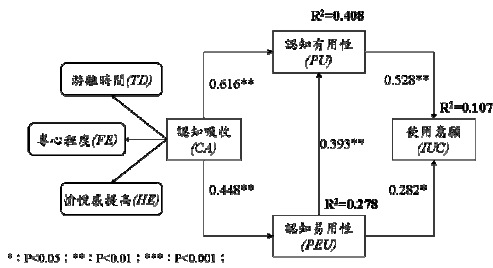 R²=0.408
認知有用性
(PU)
游離時間(TD)
0.616**
0.528**
R²=0.107
專心程度(FE)
認知吸收
(CA)
0.393**
使用意願
(IUC)
愉悅感提高(HE)
0.448**
0.282*
R²=0.278
認知易用性
(PEU)
*：P<0.05；**：P<0.01；***：P<0.001；